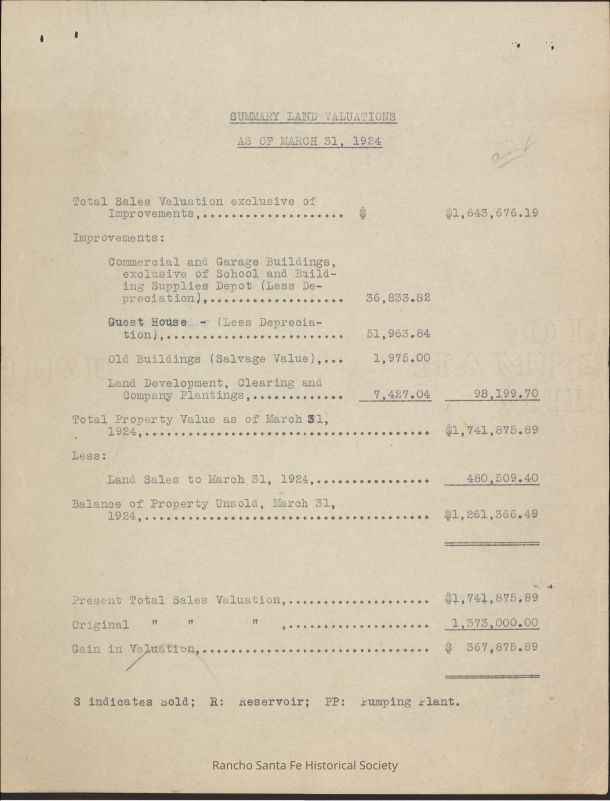 SUMMARY LAND VALUATIONS
AS OF MARCH 31, 1924
Total Sales Valuation exclusive of
Improvements,.................... $ $1,643,676.19
Improvements:
Commercial and Garage Buildings,
exclusive of School and Build-
ing Supplies Depot (Less De-
preciation),................... 36,833.82
Guest House - (Less Deprecia-
tion),......................... 51,963.84
Old Buildings (Salvage Value),... 1,975.00
Land Development, Clearing and
Company Plantings,............. 7,427.04 98,199.70
Total Property Value as of March 31,
1924,....................................... $1,741,875.89
Less:
Land Sales to March 31, 1924,................ 480,509.40
Balance of Property Unsold, March 31,
1924,....................................... $1,261,366.49
Present Total Sales Valuation,.................... $1,741,875.89
Original " " " ,.................... 1,373,000.00
Gain in Valuation,................................ $ 367,875.89
S indicates Sold; R: Reservoir; PP: Pumping Plant.
Rancho Santa Fe Historical Society